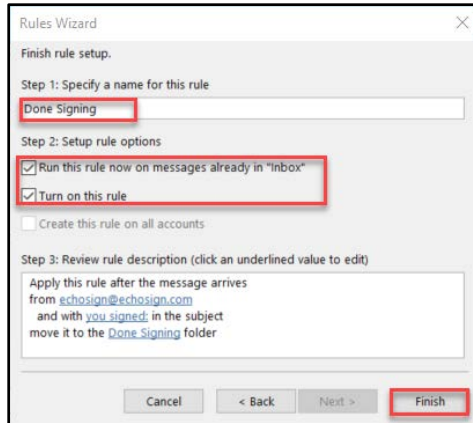 Rules Wizard
Finish rule setup.
Step 1: Specify a name for this rule
Done Signing
Step 2: Setup rule options
Run this rule now on messages already in "Inbox"
Turn on this rule
Create this rule on all accounts
Step 3: Review rule description (click an underlined value to edit)
Apply this rule after the message arrives
from echosign@echosign.com
and with you signed: in the subject
move it to the Done Signing folder
Cancel < Back Next > Finish